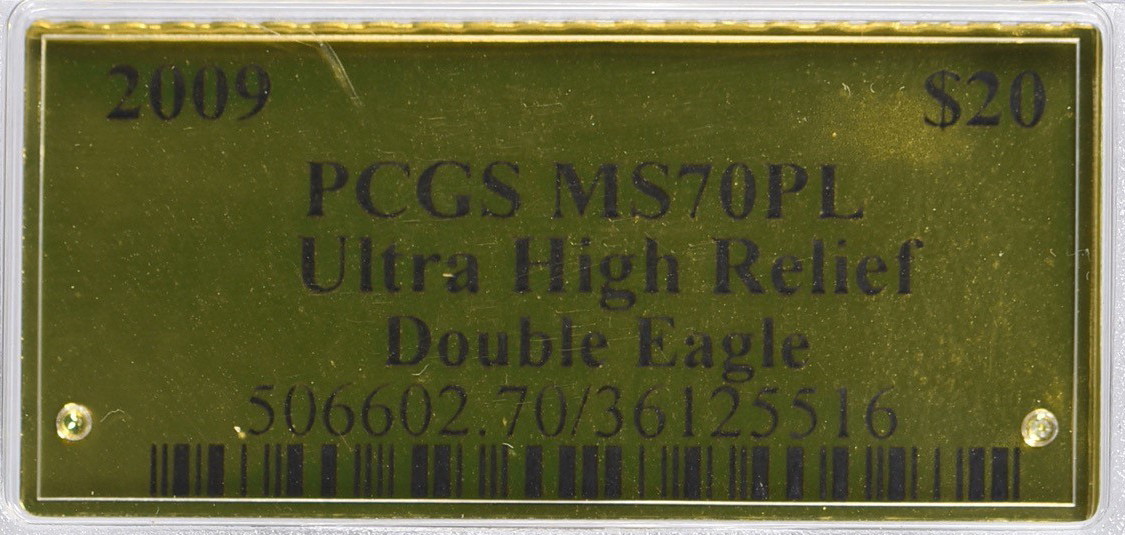 2009 $20
PCGS MS70PL
Ultra High Relief
Double Eagle
506602.70/36125516